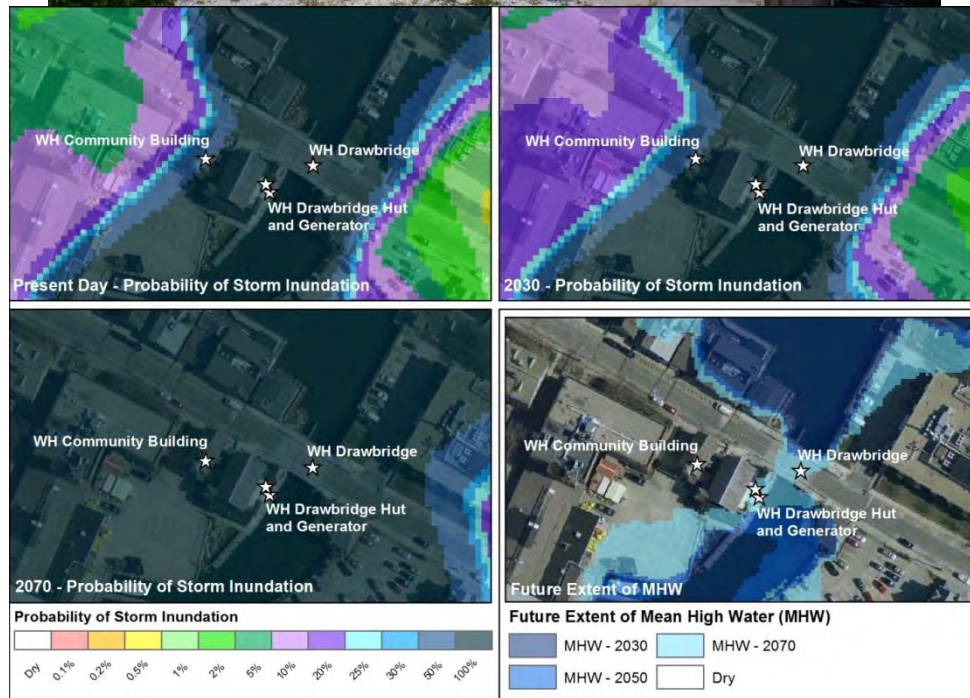 WH Community Building
WH Drawbridge
WH Drawbridge Hut
and Generator
Present Day - Probability of Storm Inundation
WH Community Building
WH Drawbridge
WH Drawbridge Hut
and Generator
2030 - Probability of Storm Inundation
WH Community Building
WH Drawbridge
WH Drawbridge Hut
and Generator
2070 - Probability of Storm Inundation
WH Community Building
WH Drawbridge
WH Drawbridge Hut
and Generator
Future Extent of MHW
Probability of Storm Inundation
Dry 0.1% 0.2% 0.5% 1% 2% 5% 10% 20% 25% 30% 50% 100%
Future Extent of Mean High Water (MHW)
MHW - 2030 MHW - 2070
MHW - 2050 Dry